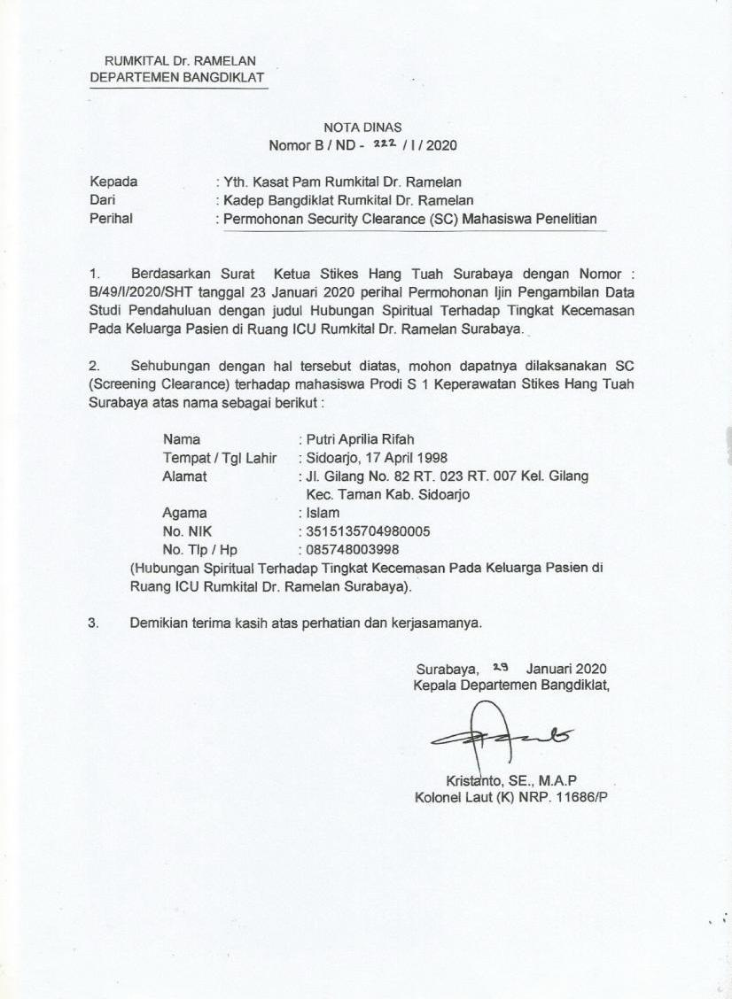 RUMKITAL Dr. RAMELAN
DEPARTEMEN BANGDIKLAT
NOTA DINAS
Nomor B / ND - 222 / I / 2020
Kepada : Yth. Kasat Pam Rumkital Dr. Ramelan
Dari : Kadep Bangdiklat Rumkital Dr. Ramelan
Perihal : Permohonan Security Clearance (SC) Mahasiswa Penelitian
1. Berdasarkan Surat Ketua Stikes Hang Tuah Surabaya dengan Nomor :
B/49/I/2020/SHT tanggal 23 Januari 2020 perihal Permohonan Ijin Pengambilan Data
Studi Pendahuluan dengan judul Hubungan Spiritual Terhadap Tingkat Kecemasan
Pada Keluarga Pasien di Ruang ICU Rumkital Dr. Ramelan Surabaya.
2. Sehubungan dengan hal tersebut diatas, mohon dapatnya dilaksanakan SC
(Screening Clearance) terhadap mahasiswa Prodi S 1 Keperawatan Stikes Hang Tuah
Surabaya atas nama sebagai berikut :
Nama : Putri Aprilia Rifah
Tempat / Tgl Lahir : Sidoarjo, 17 April 1998
Alamat : Jl. Gilang No. 82 RT. 023 RT. 007 Kel. Gilang
Kec. Taman Kab. Sidoarjo
Agama : Islam
No. NIK : 3515135704980005
No. Tlp / Hp : 085748003998
(Hubungan Spiritual Terhadap Tingkat Kecemasan Pada Keluarga Pasien di
Ruang ICU Rumkital Dr. Ramelan Surabaya).
3. Demikian terima kasih atas perhatian dan kerjasamanya.
Surabaya, 29 Januari 2020
Kepala Departemen Bangdiklat,
Kristanto, SE., M.A.P
Kolonel Laut (K) NRP. 11686/P